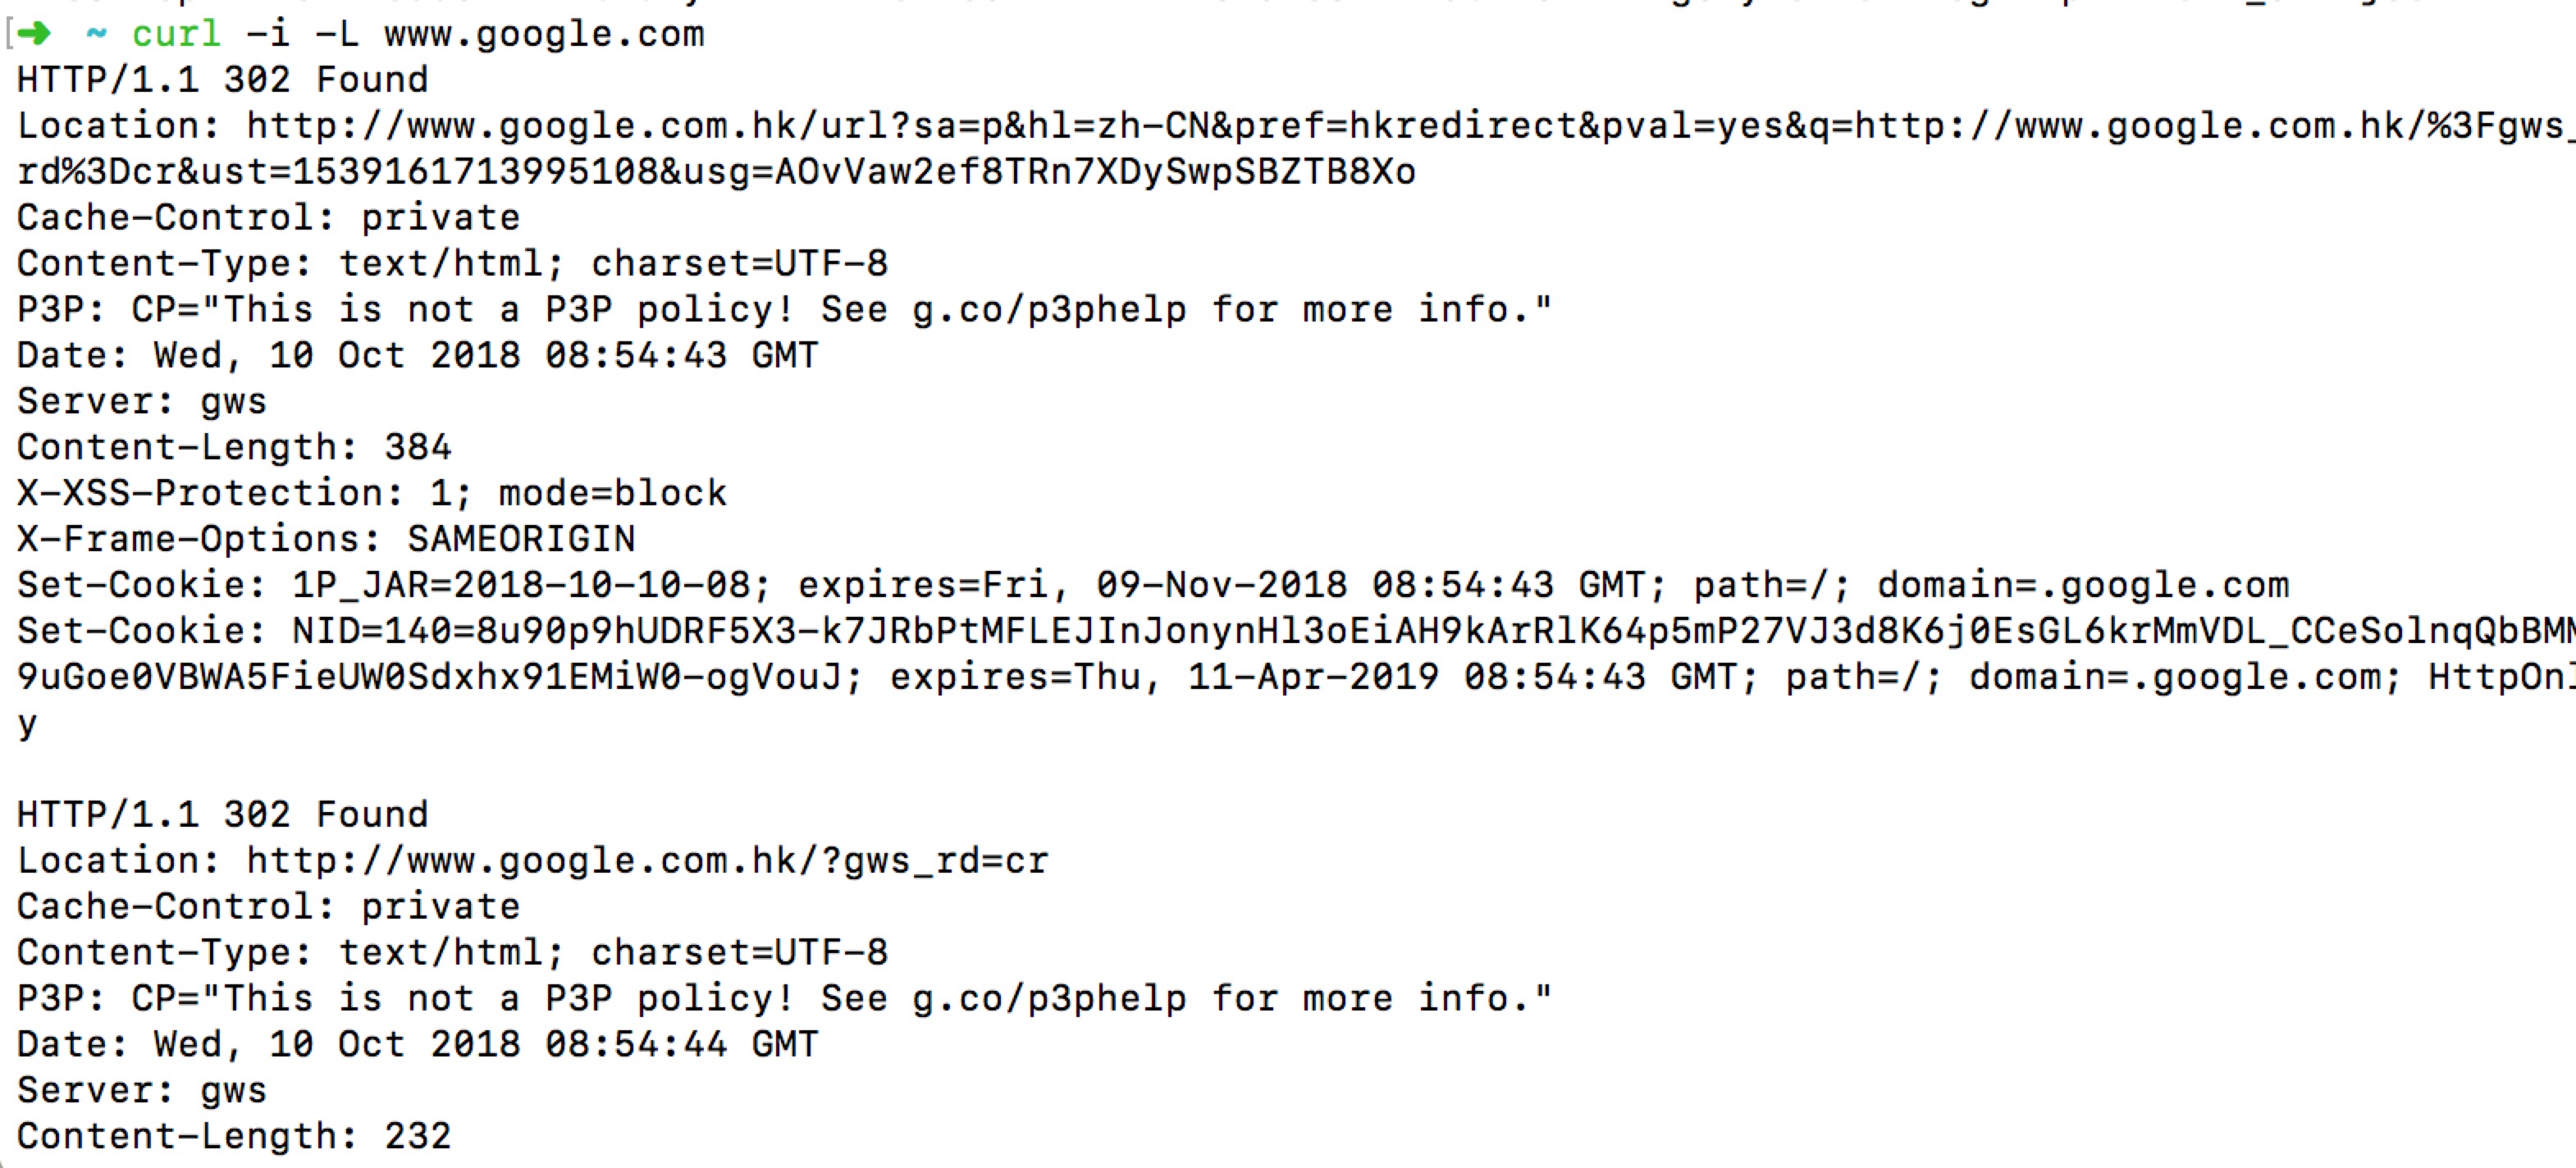 [➜ ~ curl -i -L www.google.com
HTTP/1.1 302 Found
Location: http://www.google.com.hk/url?sa=p&hl=zh-CN&pref=hkredirect&pval=yes&q=http://www.google.com.hk/%3Fgws_
rd%3Dcr&ust=1539161713995108&usg=AOvVaw2ef8TRn7XDySwpSBZTB8Xo
Cache-Control: private
Content-Type: text/html; charset=UTF-8
P3P: CP="This is not a P3P policy! See g.co/p3phelp for more info."
Date: Wed, 10 Oct 2018 08:54:43 GMT
Server: gws
Content-Length: 384
X-XSS-Protection: 1; mode=block
X-Frame-Options: SAMEORIGIN
Set-Cookie: 1P_JAR=2018-10-10-08; expires=Fri, 09-Nov-2018 08:54:43 GMT; path=/; domain=.google.com
Set-Cookie: NID=140=8u90p9hUDRF5X3-k7JRbPtMFLEJInJonynHl3oEiAH9kArRlK64p5mP27VJ3d8K6j0EsGL6krMmVDL_CCeSolnqQbBMM
9uGoe0VBWA5FieUW0Sdxhx91EMiW0-ogVouJ; expires=Thu, 11-Apr-2019 08:54:43 GMT; path=/; domain=.google.com; HttpOnl
y
HTTP/1.1 302 Found
Location: http://www.google.com.hk/?gws_rd=cr
Cache-Control: private
Content-Type: text/html; charset=UTF-8
P3P: CP="This is not a P3P policy! See g.co/p3phelp for more info."
Date: Wed, 10 Oct 2018 08:54:44 GMT
Server: gws
Content-Length: 232